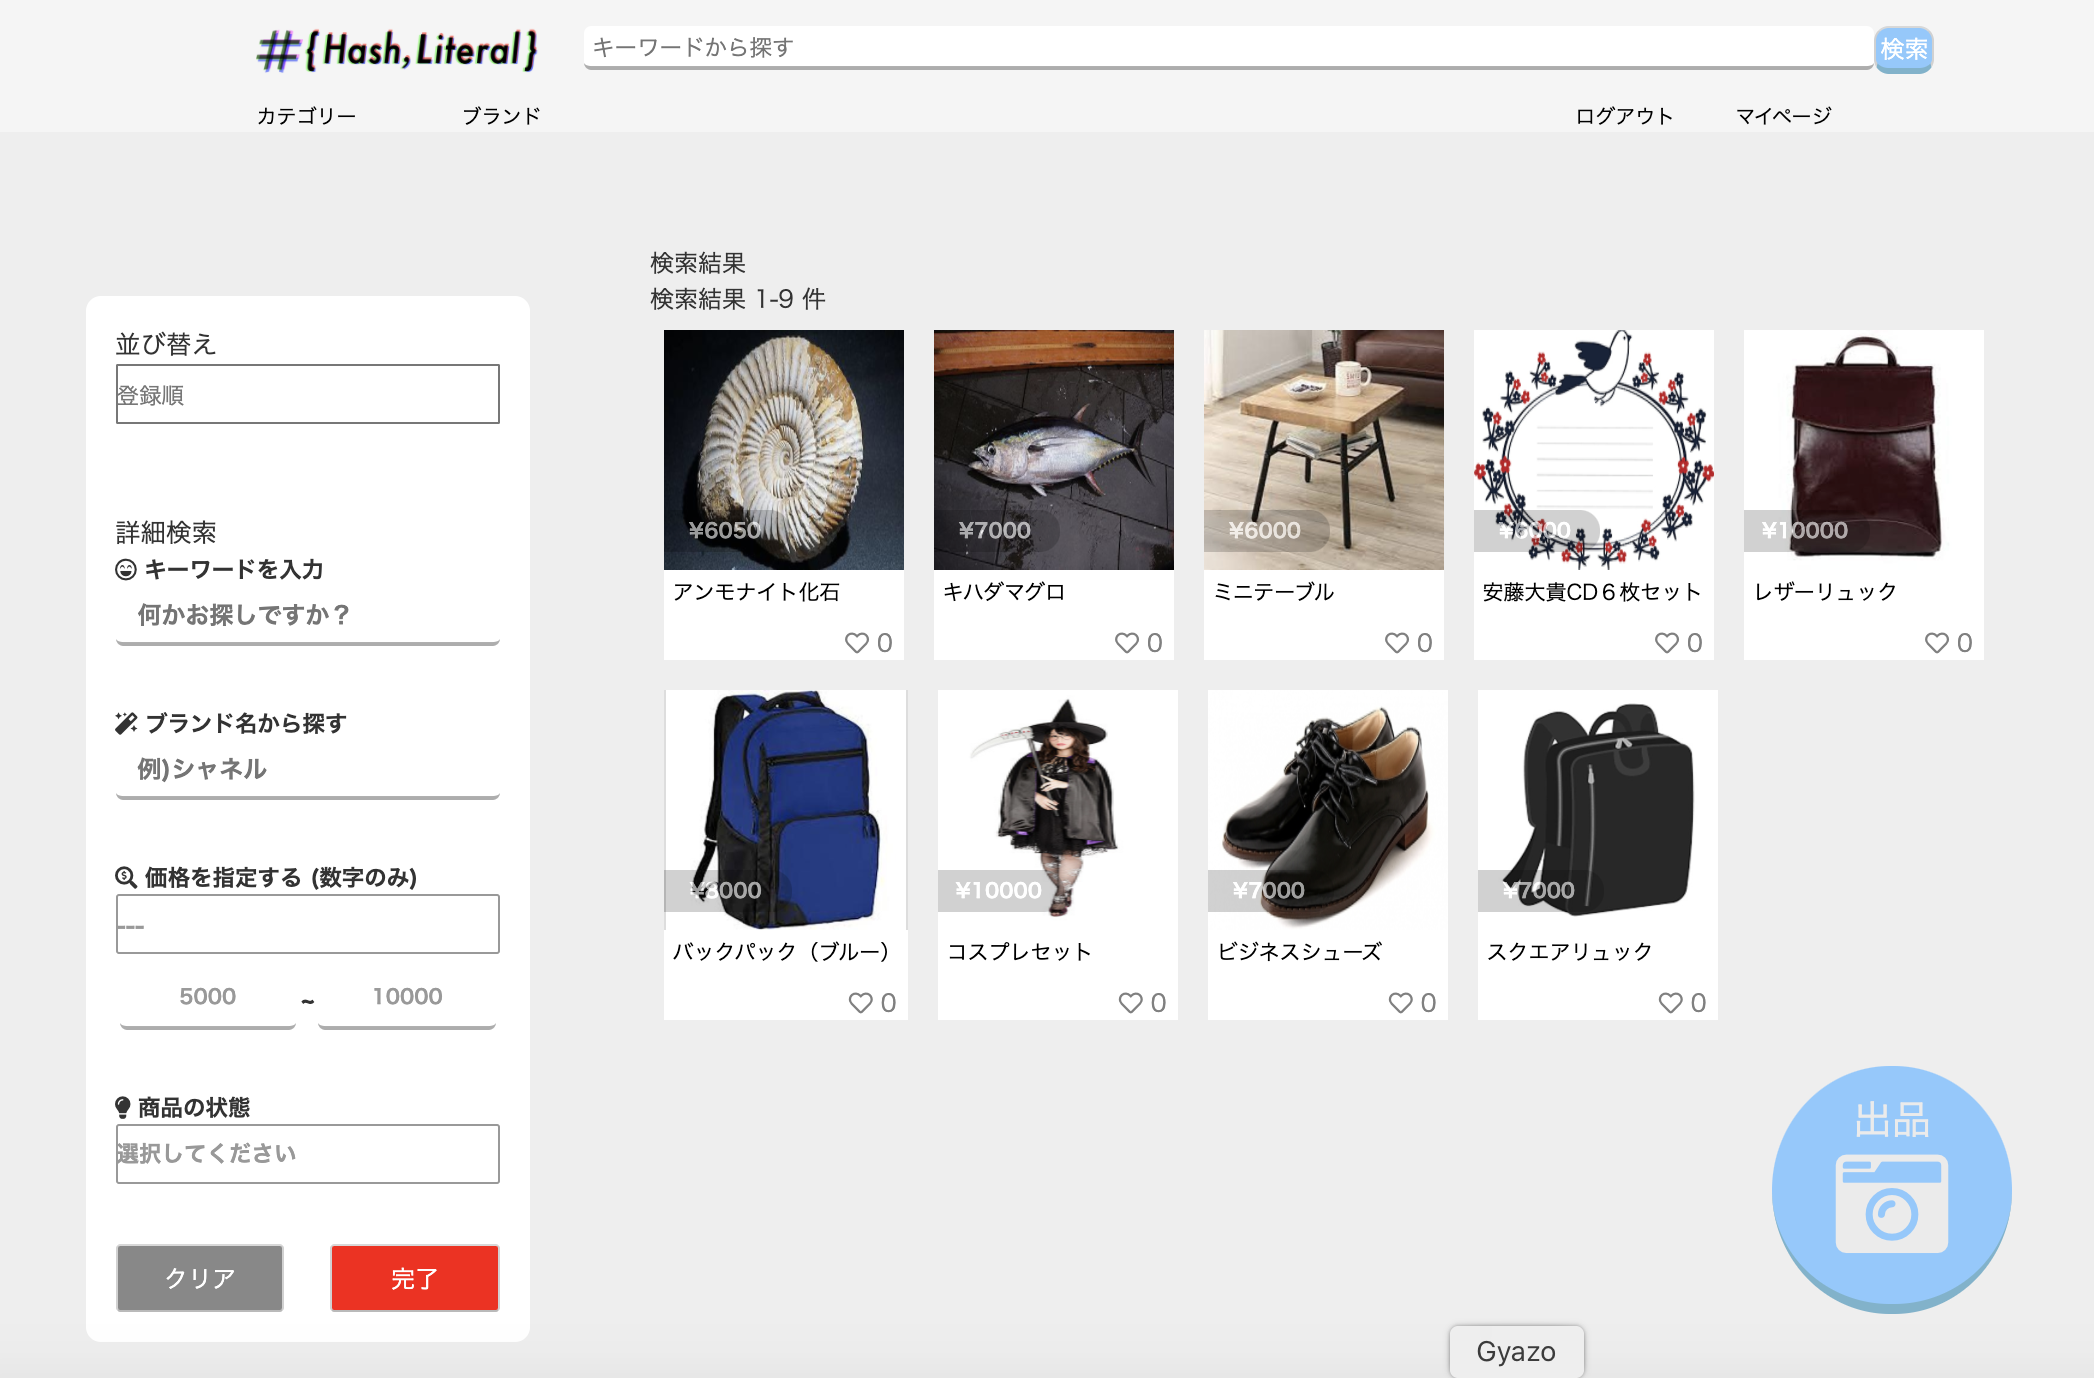 #{Hash,Literal}
キーワードから探す
検索
カテゴリー
ブランド
ログアウト
マイページ
検索結果
検索結果 1-9 件
並び替え
登録順
詳細検索
キーワードを入力
何かお探しですか？
ブランド名から探す
例)シャネル
価格を指定する (数字のみ)
---
5000 ~ 10000
商品の状態
選択してください
クリア
完了
¥6050
アンモナイト化石
0
¥7000
キハダマグロ
0
¥6000
ミニテーブル
0
安藤大貴CD６枚セット
0
¥10000
レザーリュック
0
バックパック（ブルー）
0
¥10000
コスプレセット
0
¥7000
ビジネスシューズ
0
¥7000
スクエアリュック
0
出品
Gyazo